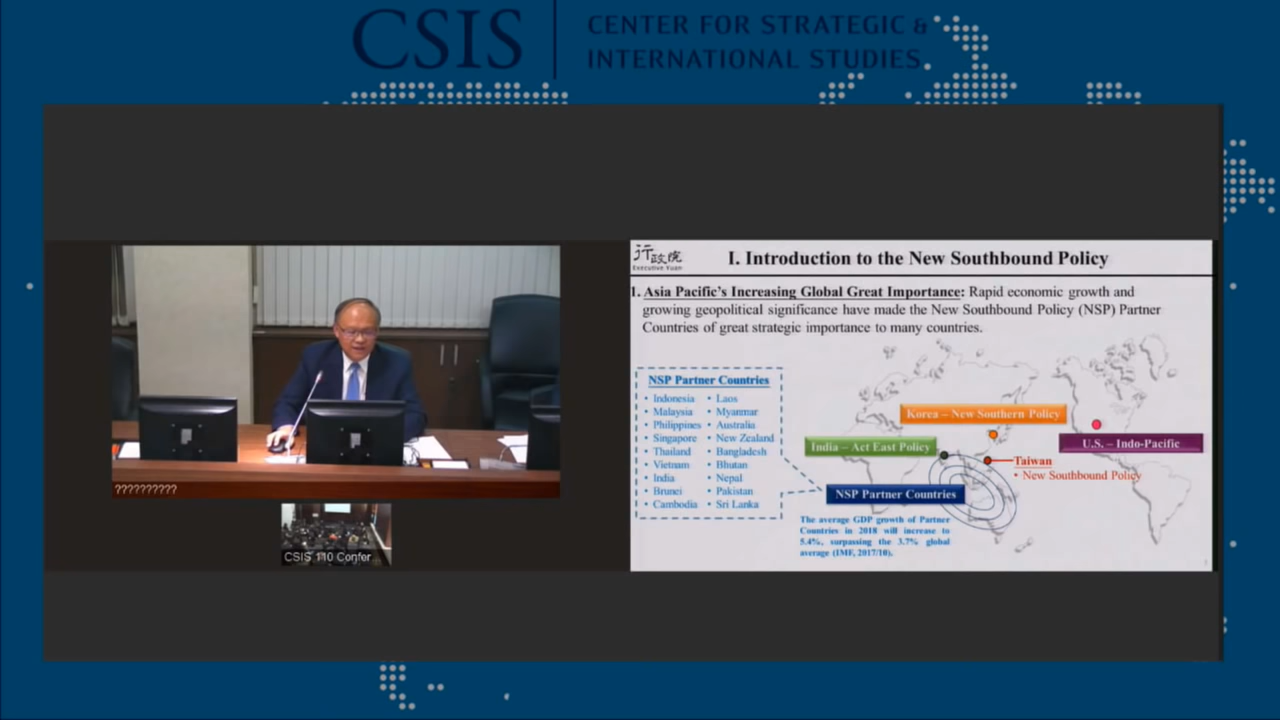 CSIS
CENTER FOR STRATEGIC &
INTERNATIONAL STUDIES
??????????
CSIS 110 Confer
行政院
Executive Yuan
I. Introduction to the New Southbound Policy
1. Asia Pacific's Increasing Global Great Importance: Rapid economic growth and
growing geopolitical significance have made the New Southbound Policy (NSP) Partner
Countries of great strategic importance to many countries.
NSP Partner Countries
• Indonesia • Laos
• Malaysia • Myanmar
• Philippines • Australia
• Singapore • New Zealand
• Thailand • Bangladesh
• Vietnam • Bhutan
• India • Nepal
• Brunei • Pakistan
• Cambodia • Sri Lanka
Korea – New Southern Policy
India – Act East Policy
U.S. – Indo-Pacific
Taiwan
• New Southbound Policy
NSP Partner Countries
The average GDP growth of Partner
Countries in 2018 will increase to
5.4%, surpassing the 3.7% global
average (IMF, 2017/10).